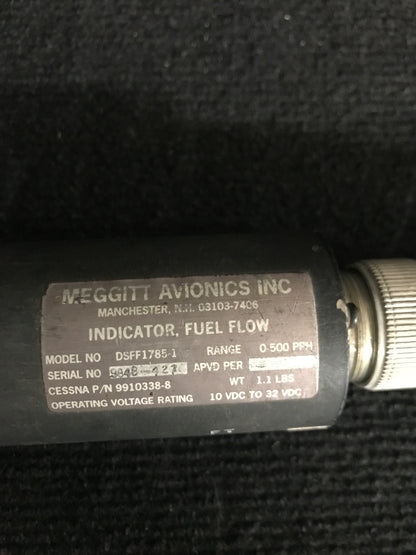 MEGGITT AVIONICS INC
MANCHESTER, N.H. 03103-7406
INDICATOR, FUEL FLOW
MODEL NO DSFF1785-1 RANGE 0-500 PPH
SERIAL NO APVD PER
CESSNA P/N 9910338-8 WT 1.1 LBS
OPERATING VOLTAGE RATING 10 VDC TO 32 VDC